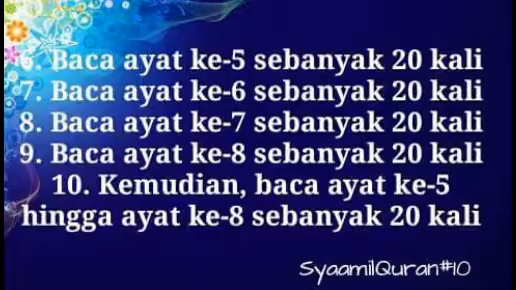 6. Baca ayat ke-5 sebanyak 20 kali
7. Baca ayat ke-6 sebanyak 20 kali
8. Baca ayat ke-7 sebanyak 20 kali
9. Baca ayat ke-8 sebanyak 20 kali
10. Kemudian, baca ayat ke-5
hingga ayat ke-8 sebanyak 20 kali
SyaamilQuran#10